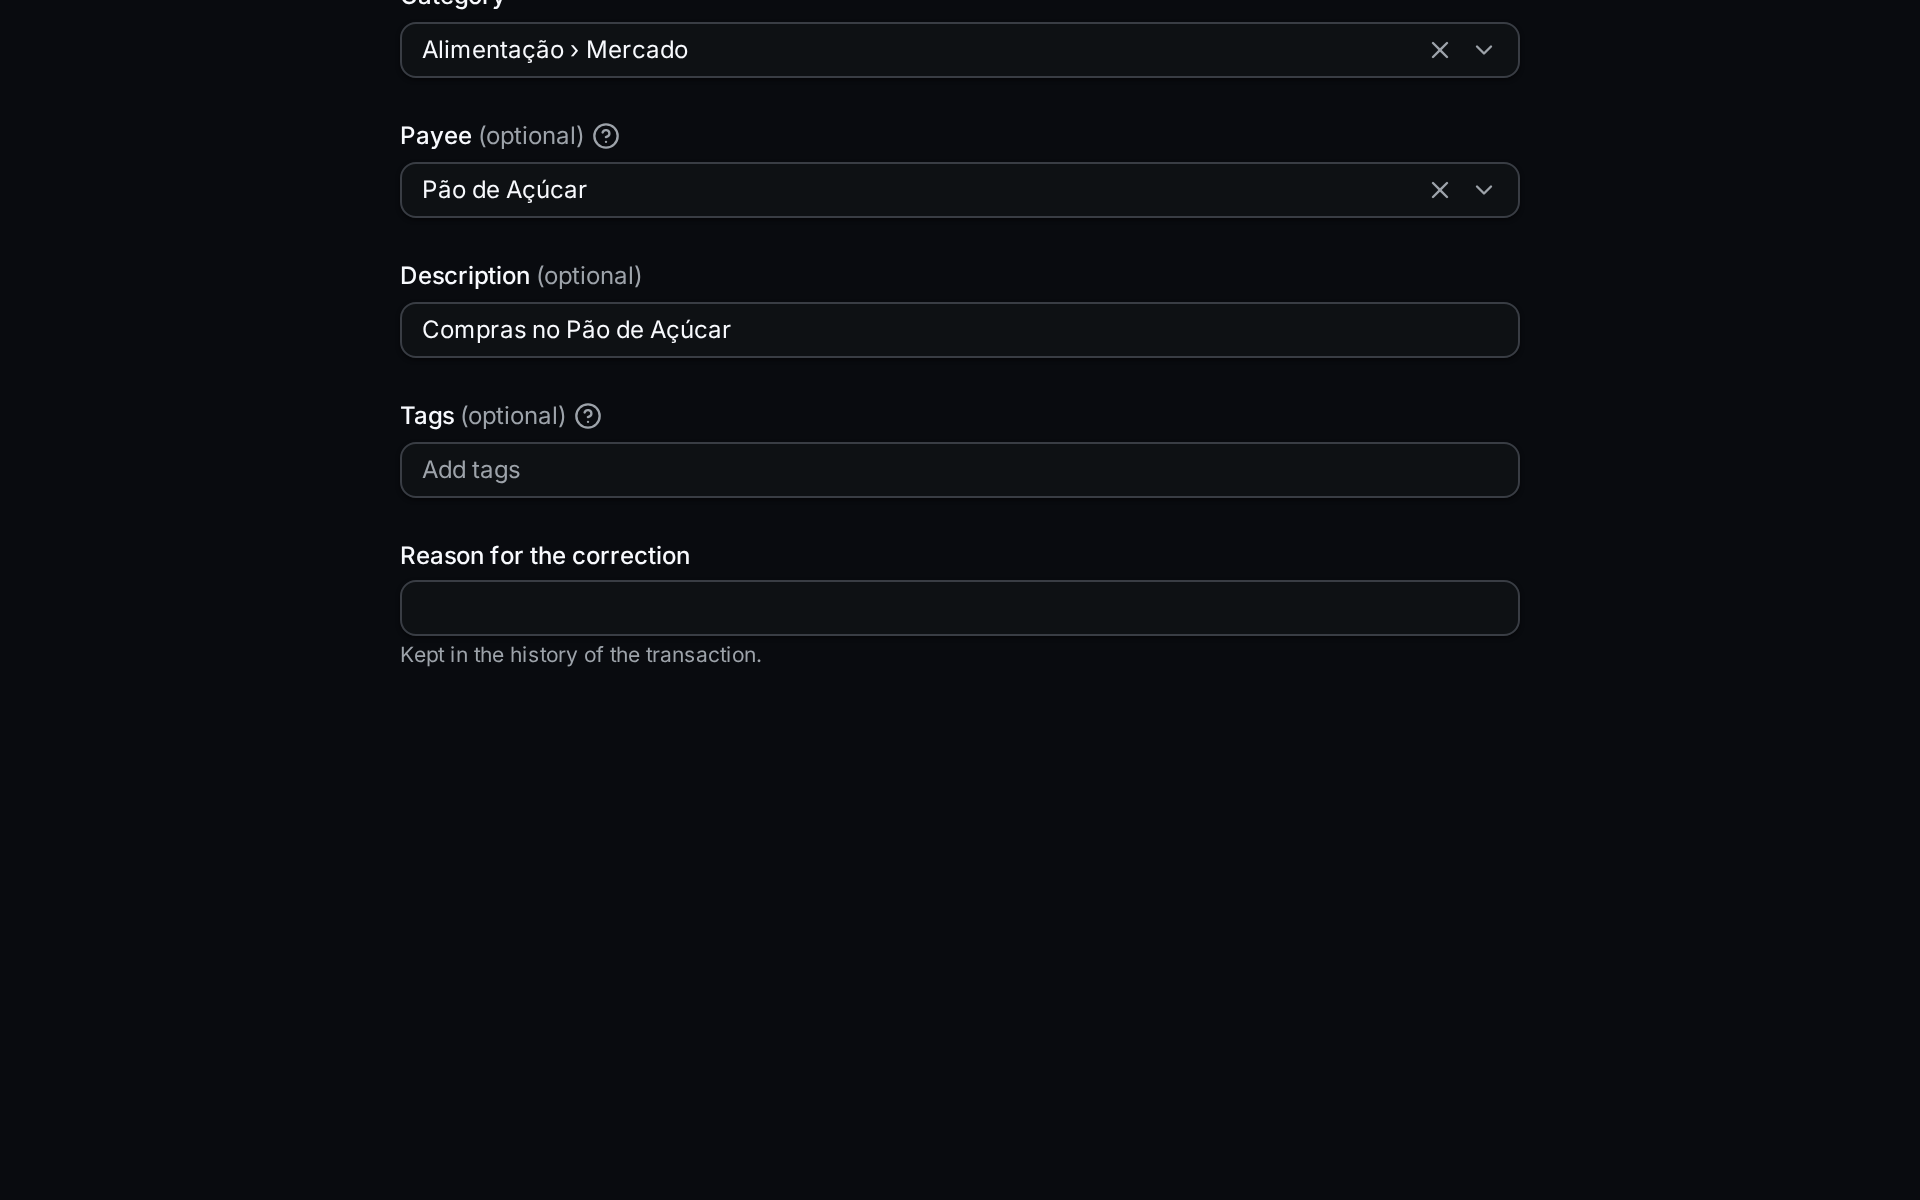 Category
Alimentação › Mercado
Payee (optional)
Pão de Açúcar
Description (optional)
Compras no Pão de Açúcar
Tags (optional)
Add tags
Reason for the correction
Kept in the history of the transaction.